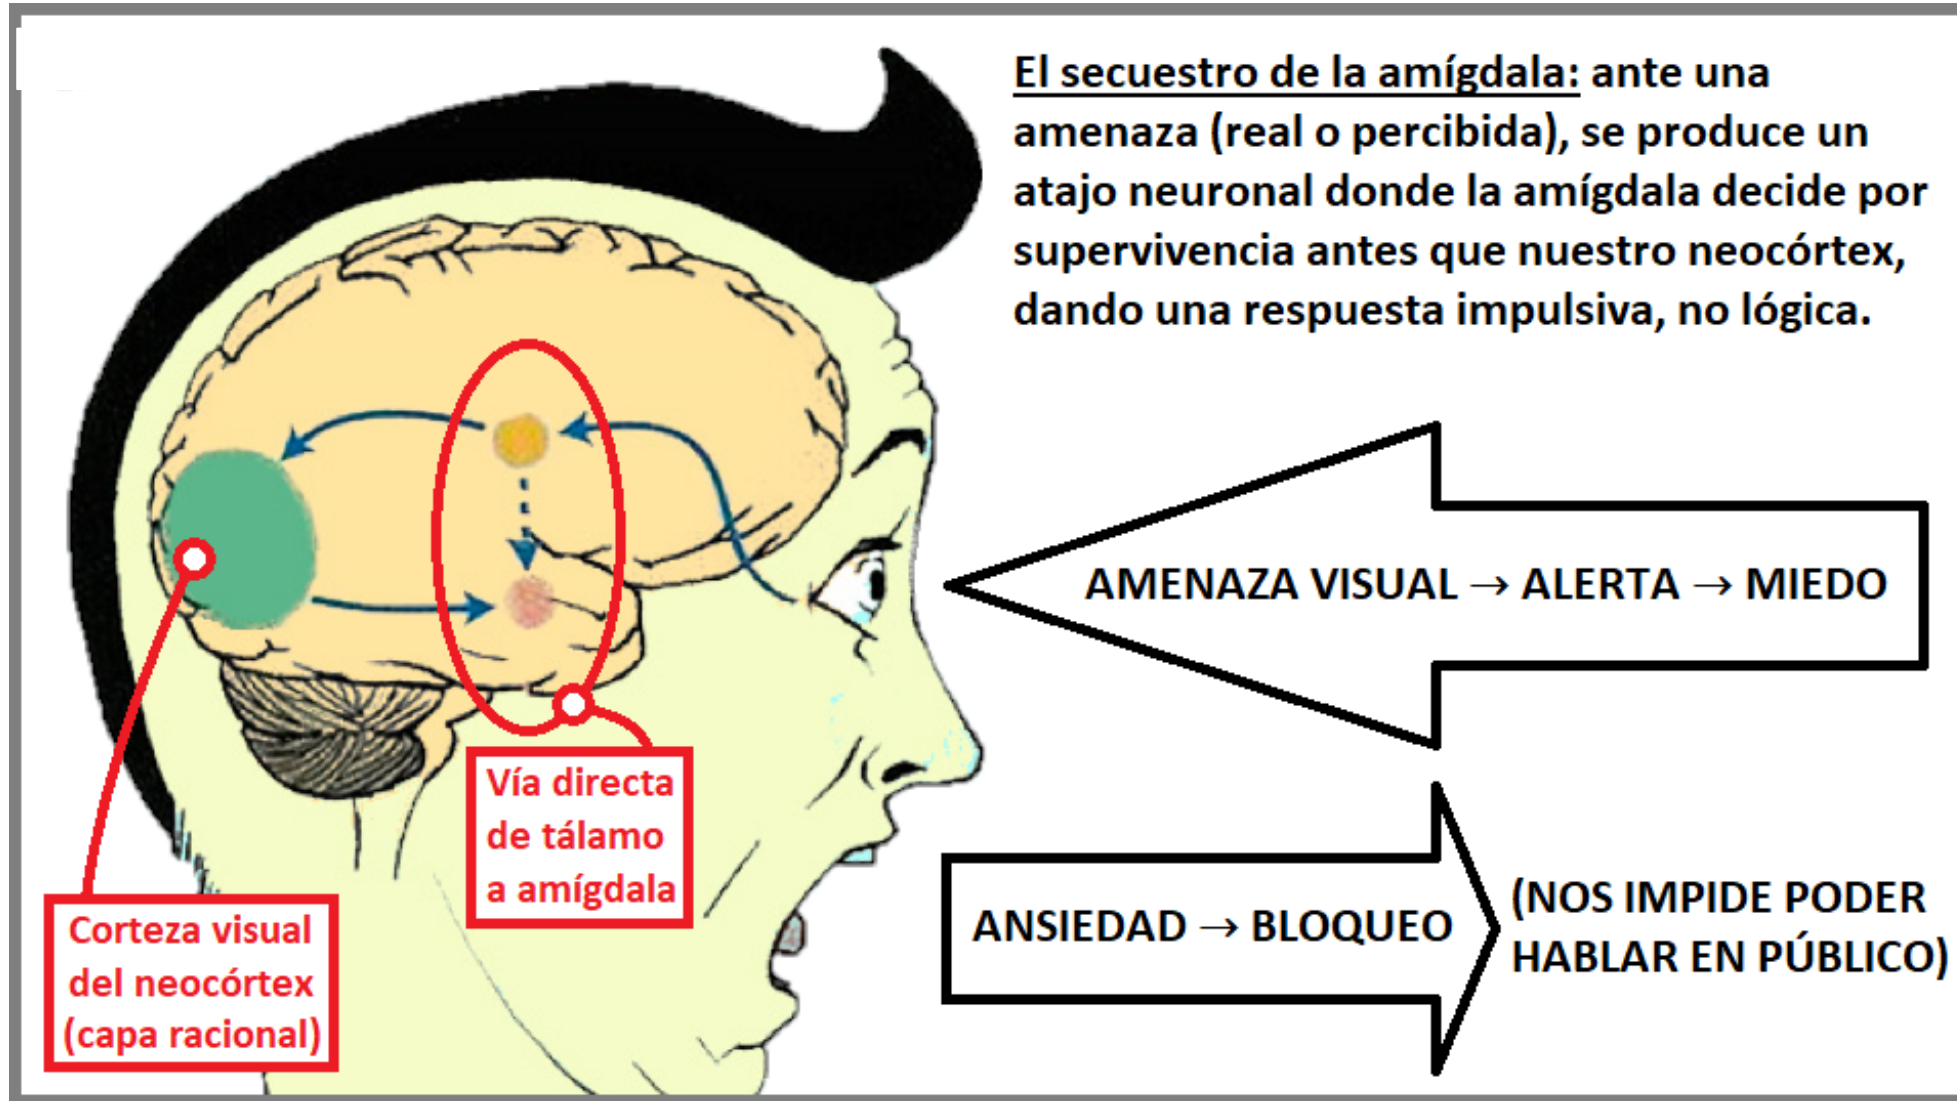 El secuestro de la amígdala: ante una
amenaza (real o percibida), se produce un
atajo neuronal donde la amígdala decide por
supervivencia antes que nuestro neocórtex,
dando una respuesta impulsiva, no lógica.
AMENAZA VISUAL → ALERTA → MIEDO
Vía directa
de tálamo
a amígdala
Corteza visual
del neocórtex
(capa racional)
ANSIEDAD → BLOQUEO
(NOS IMPIDE PODER
HABLAR EN PÚBLICO)